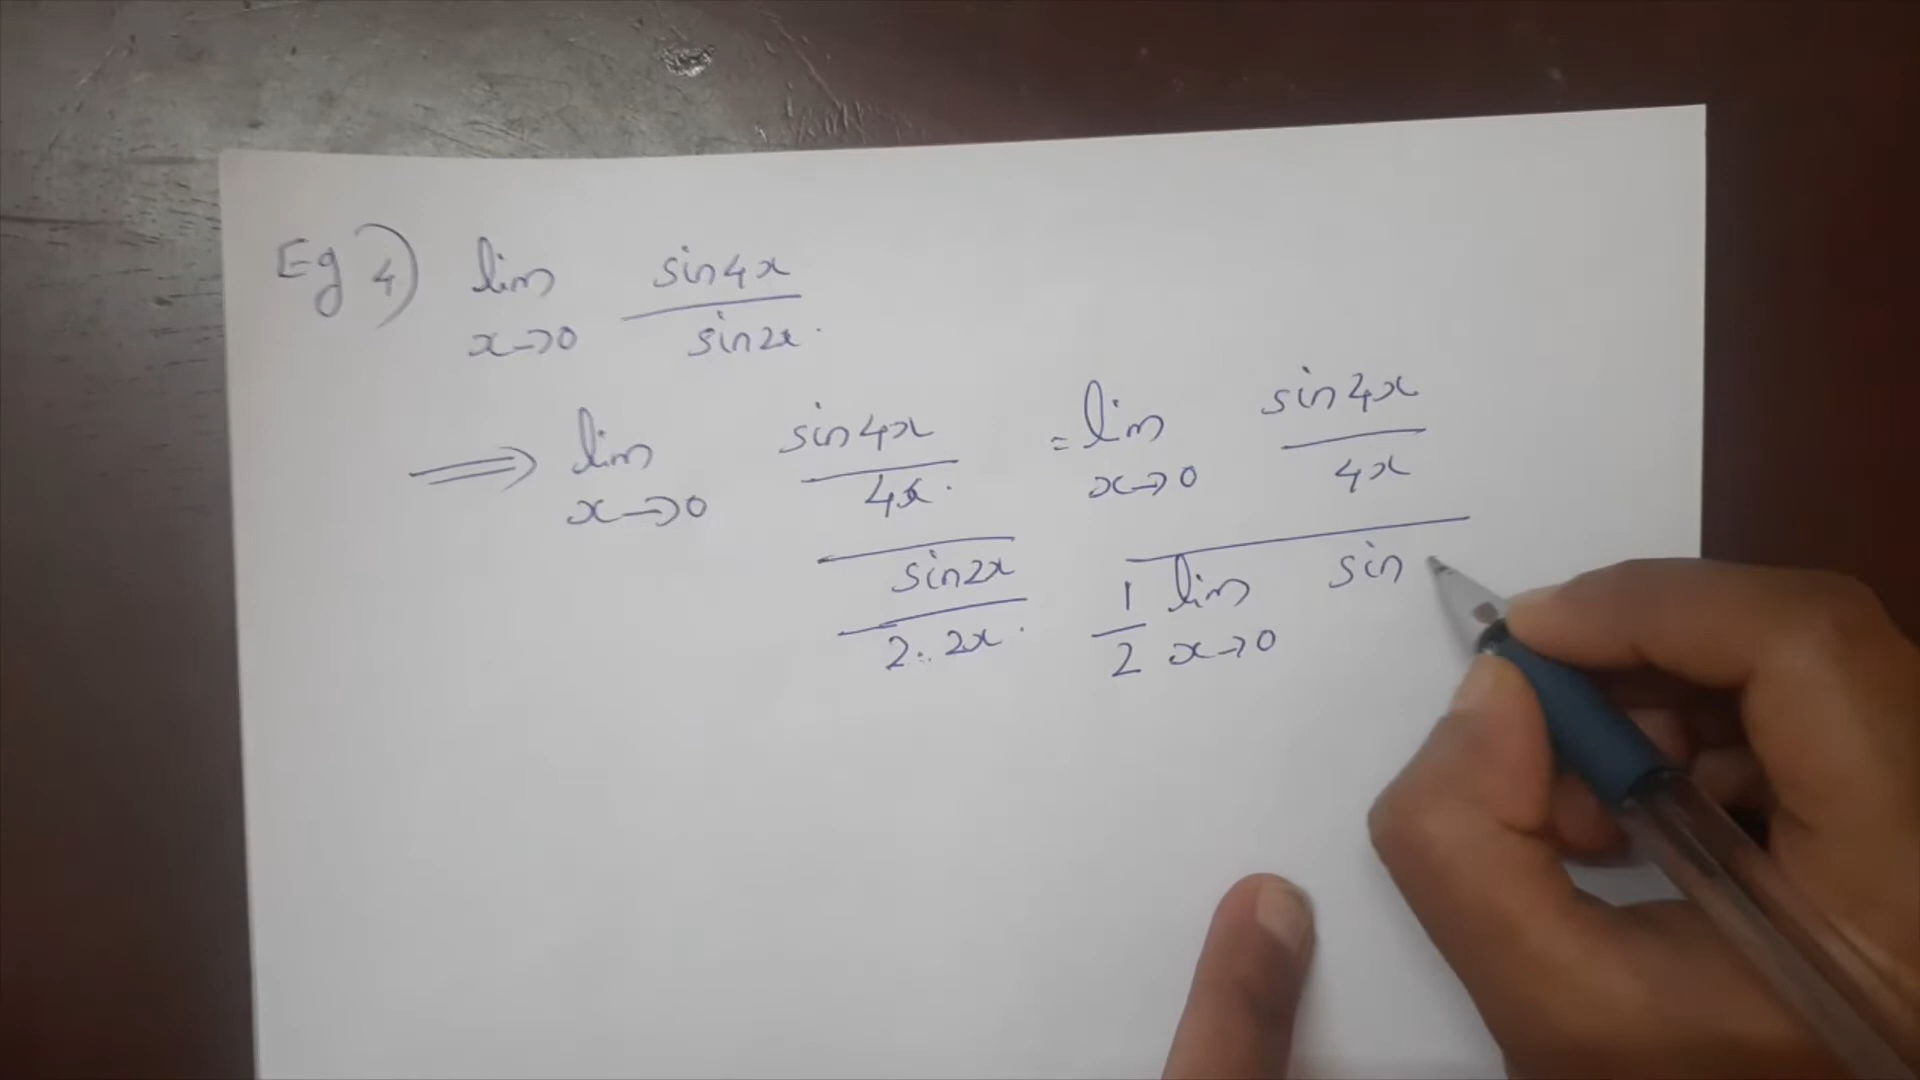 Eg 4) lim sin4x
x→0 sin2x.
⟹ lim sin4x = lim sin4x
x→0 4x. x→0 4x
sin2x 1 lim sin
2. 2x. 2 x→0